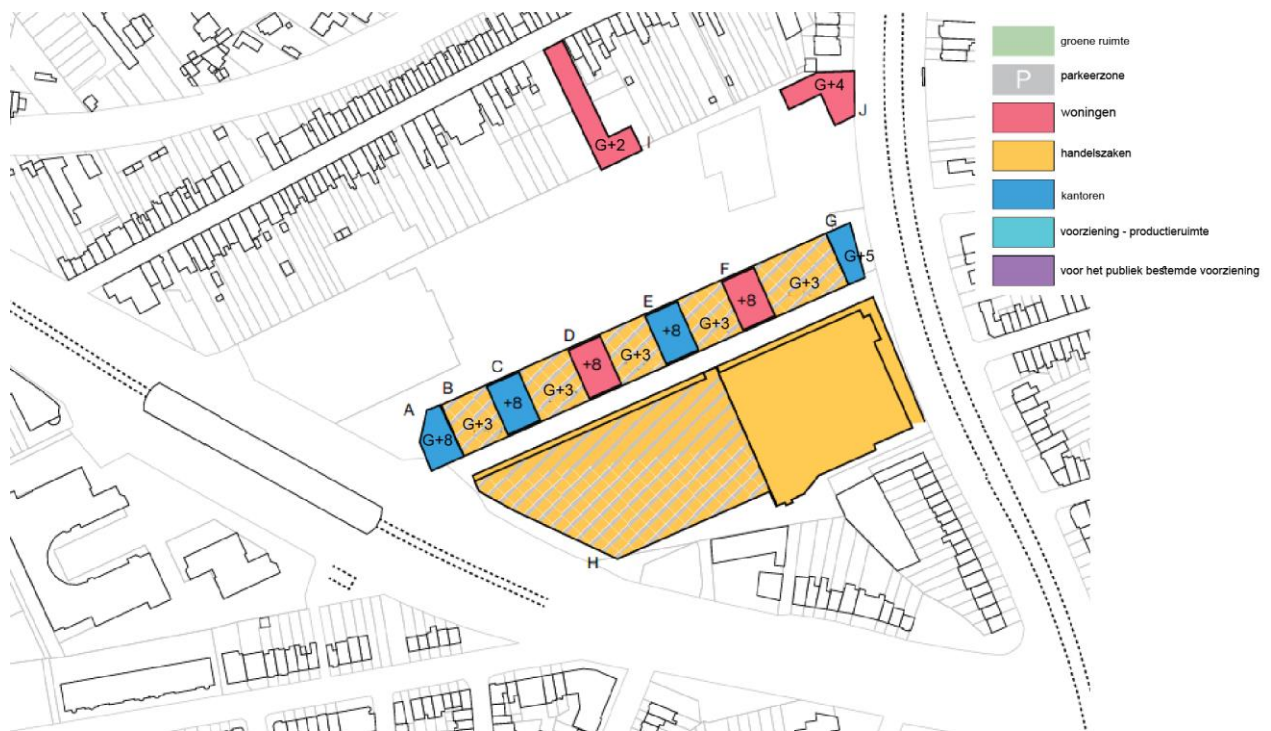 groene ruimte
P parkeerzone
woningen
handelszaken
kantoren
voorziening - productieruimte
voor het publiek bestemde voorziening
G+4
J
G+2
I
G
G+5
F
G+3
+8
E
G+3
+8
D
G+3
+8
C
G+3
+8
B
A
G+3
G+8
H